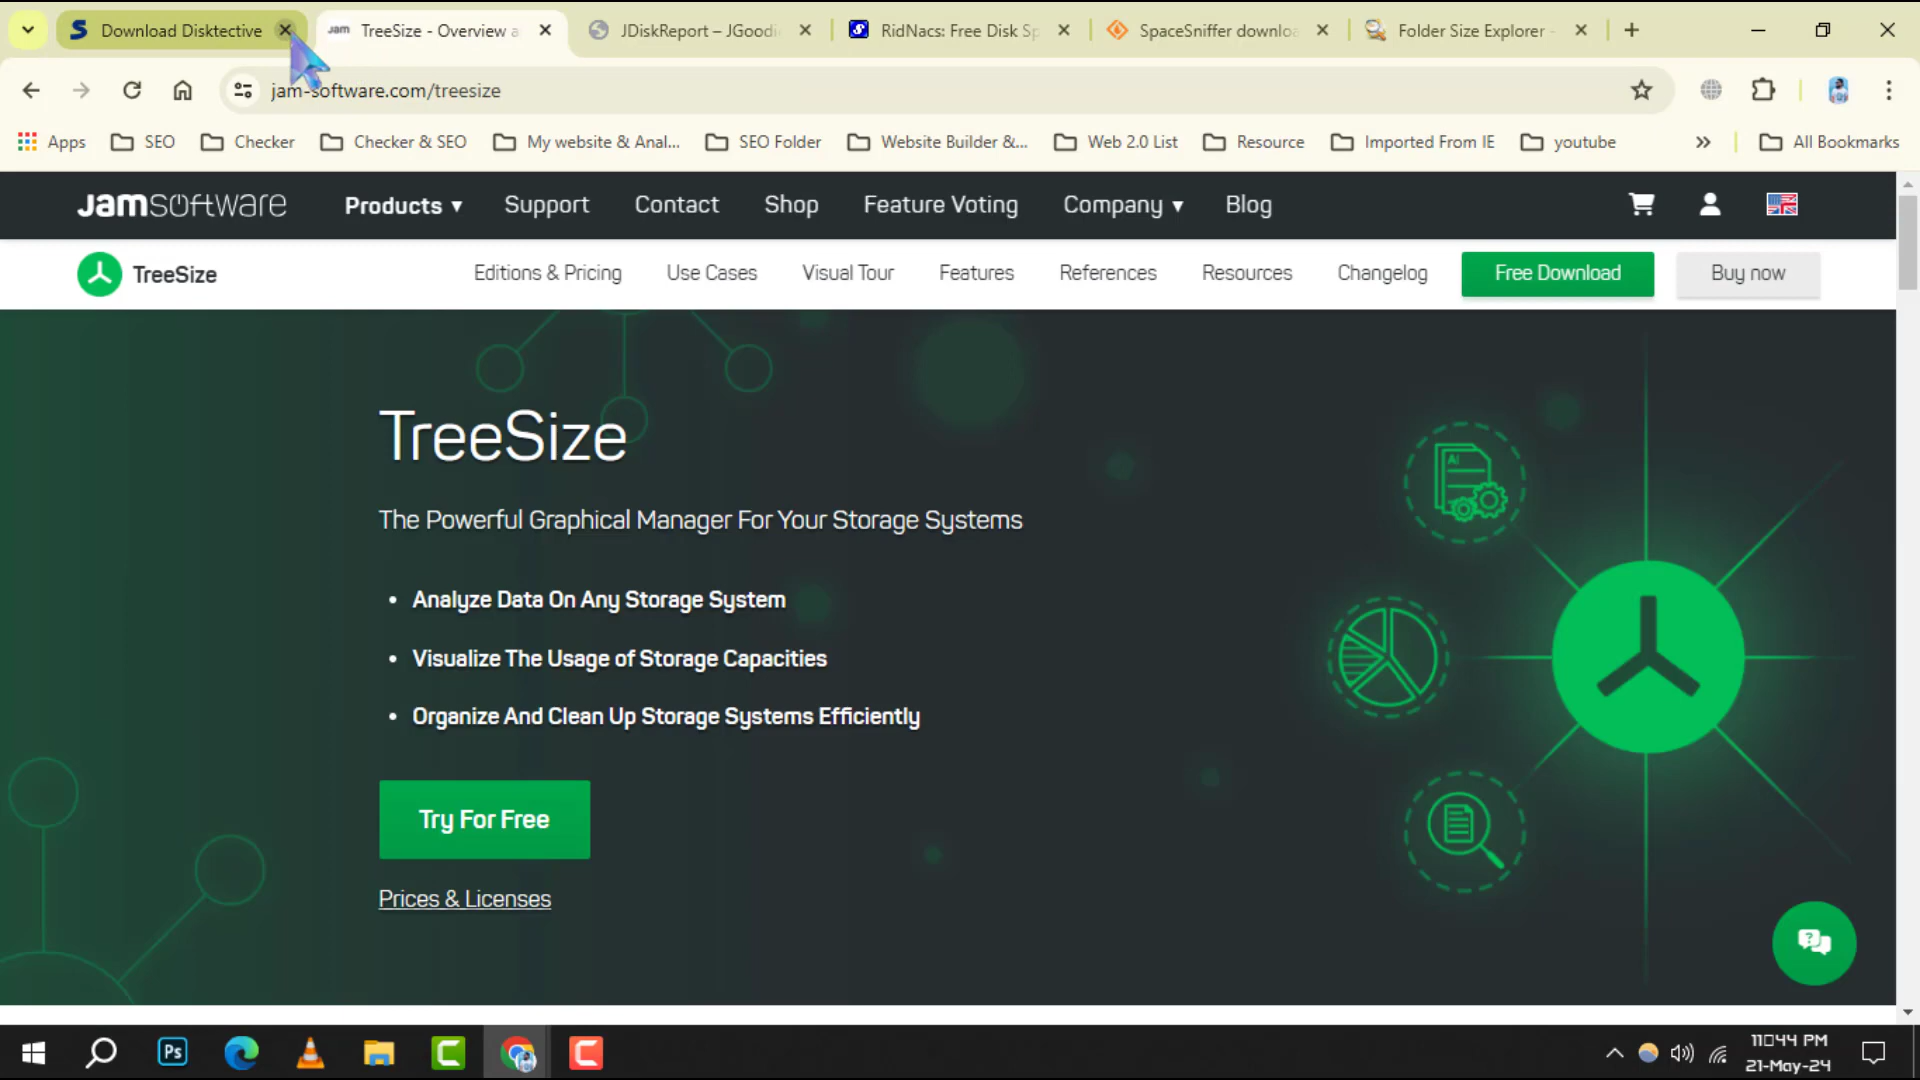 Download Disktective
TreeSize - Overview a
JDiskReport – JGoodi
RidNacs: Free Disk Sp
SpaceSniffer downloa
Folder Size Explorer -
jam-software.com/treesize
Apps
SEO
Checker
Checker & SEO
My website & Anal...
SEO Folder
Website Builder &...
Web 2.0 List
Resource
Imported From IE
youtube
»
All Bookmarks
Jamsoftware
Products ▾
Support
Contact
Shop
Feature Voting
Company ▾
Blog
TreeSize
Editions & Pricing
Use Cases
Visual Tour
Features
References
Resources
Changelog
Free Download
Buy now
TreeSize
The Powerful Graphical Manager For Your Storage Systems
• Analyze Data On Any Storage System
• Visualize The Usage of Storage Capacities
• Organize And Clean Up Storage Systems Efficiently
Try For Free
Prices & Licenses
AI
Ps
11□44 PM
21-May-24